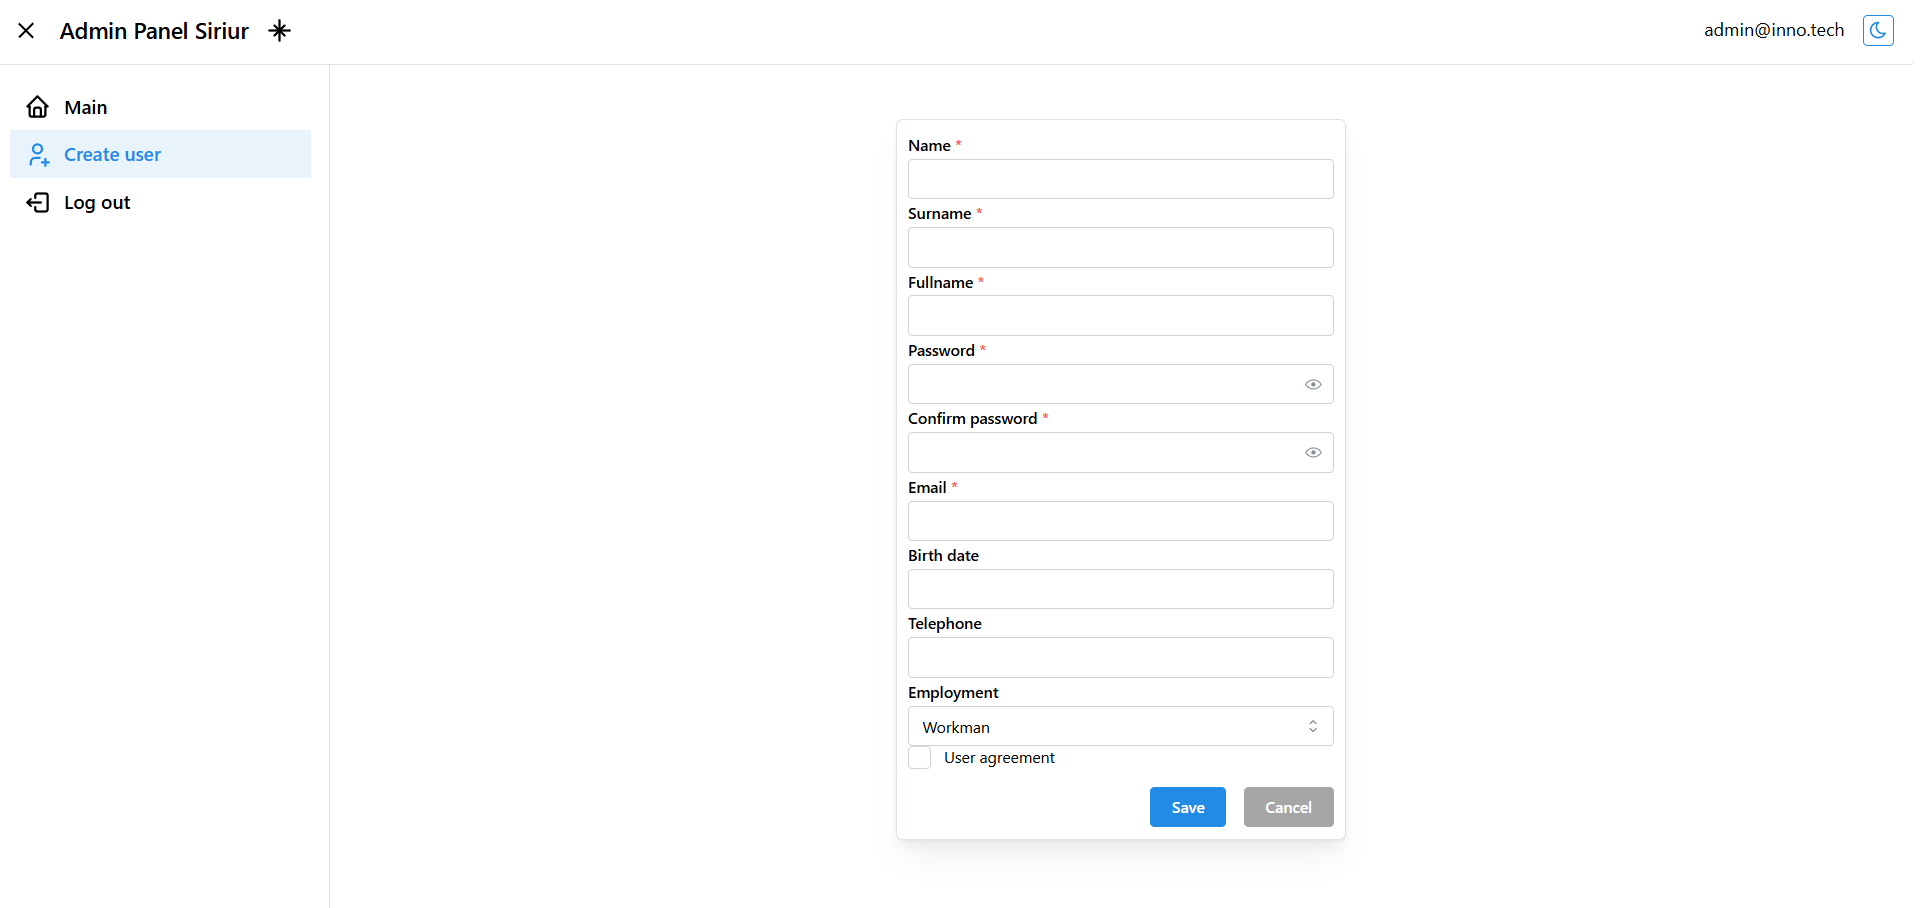 Admin Panel Siriur
admin@inno.tech
Main
Create user
Log out
Name *
Surname *
Fullname *
Password *
Confirm password *
Email *
Birth date
Telephone
Employment
Workman
User agreement
Save
Cancel